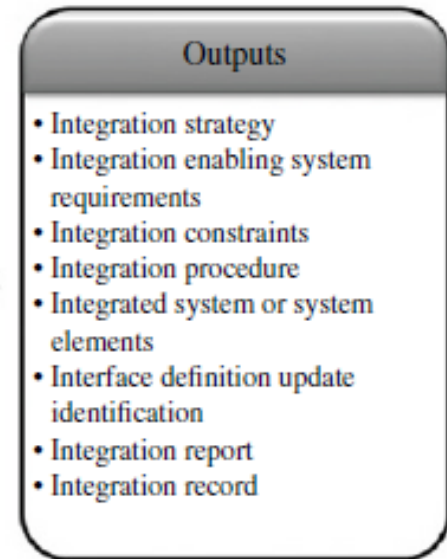 Outputs
• Integration strategy
• Integration enabling system
requirements
• Integration constraints
• Integration procedure
• Integrated system or system
elements
• Interface definition update
identification
• Integration report
• Integration record